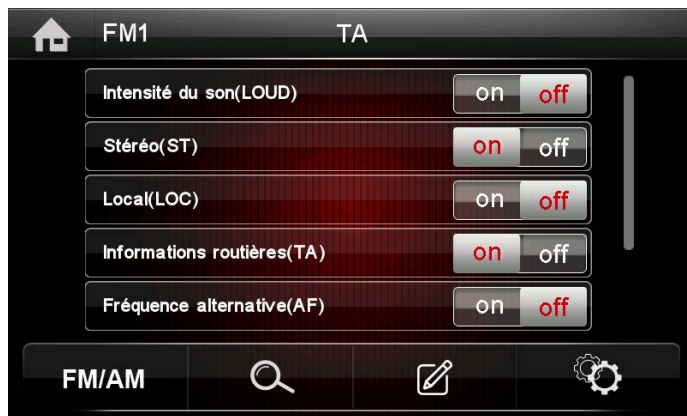 FM1 TA
Intensité du son(LOUD) on off
Stéréo(ST) on off
Local(LOC) on off
Informations routières(TA) on off
Fréquence alternative(AF) on off
FM/AM